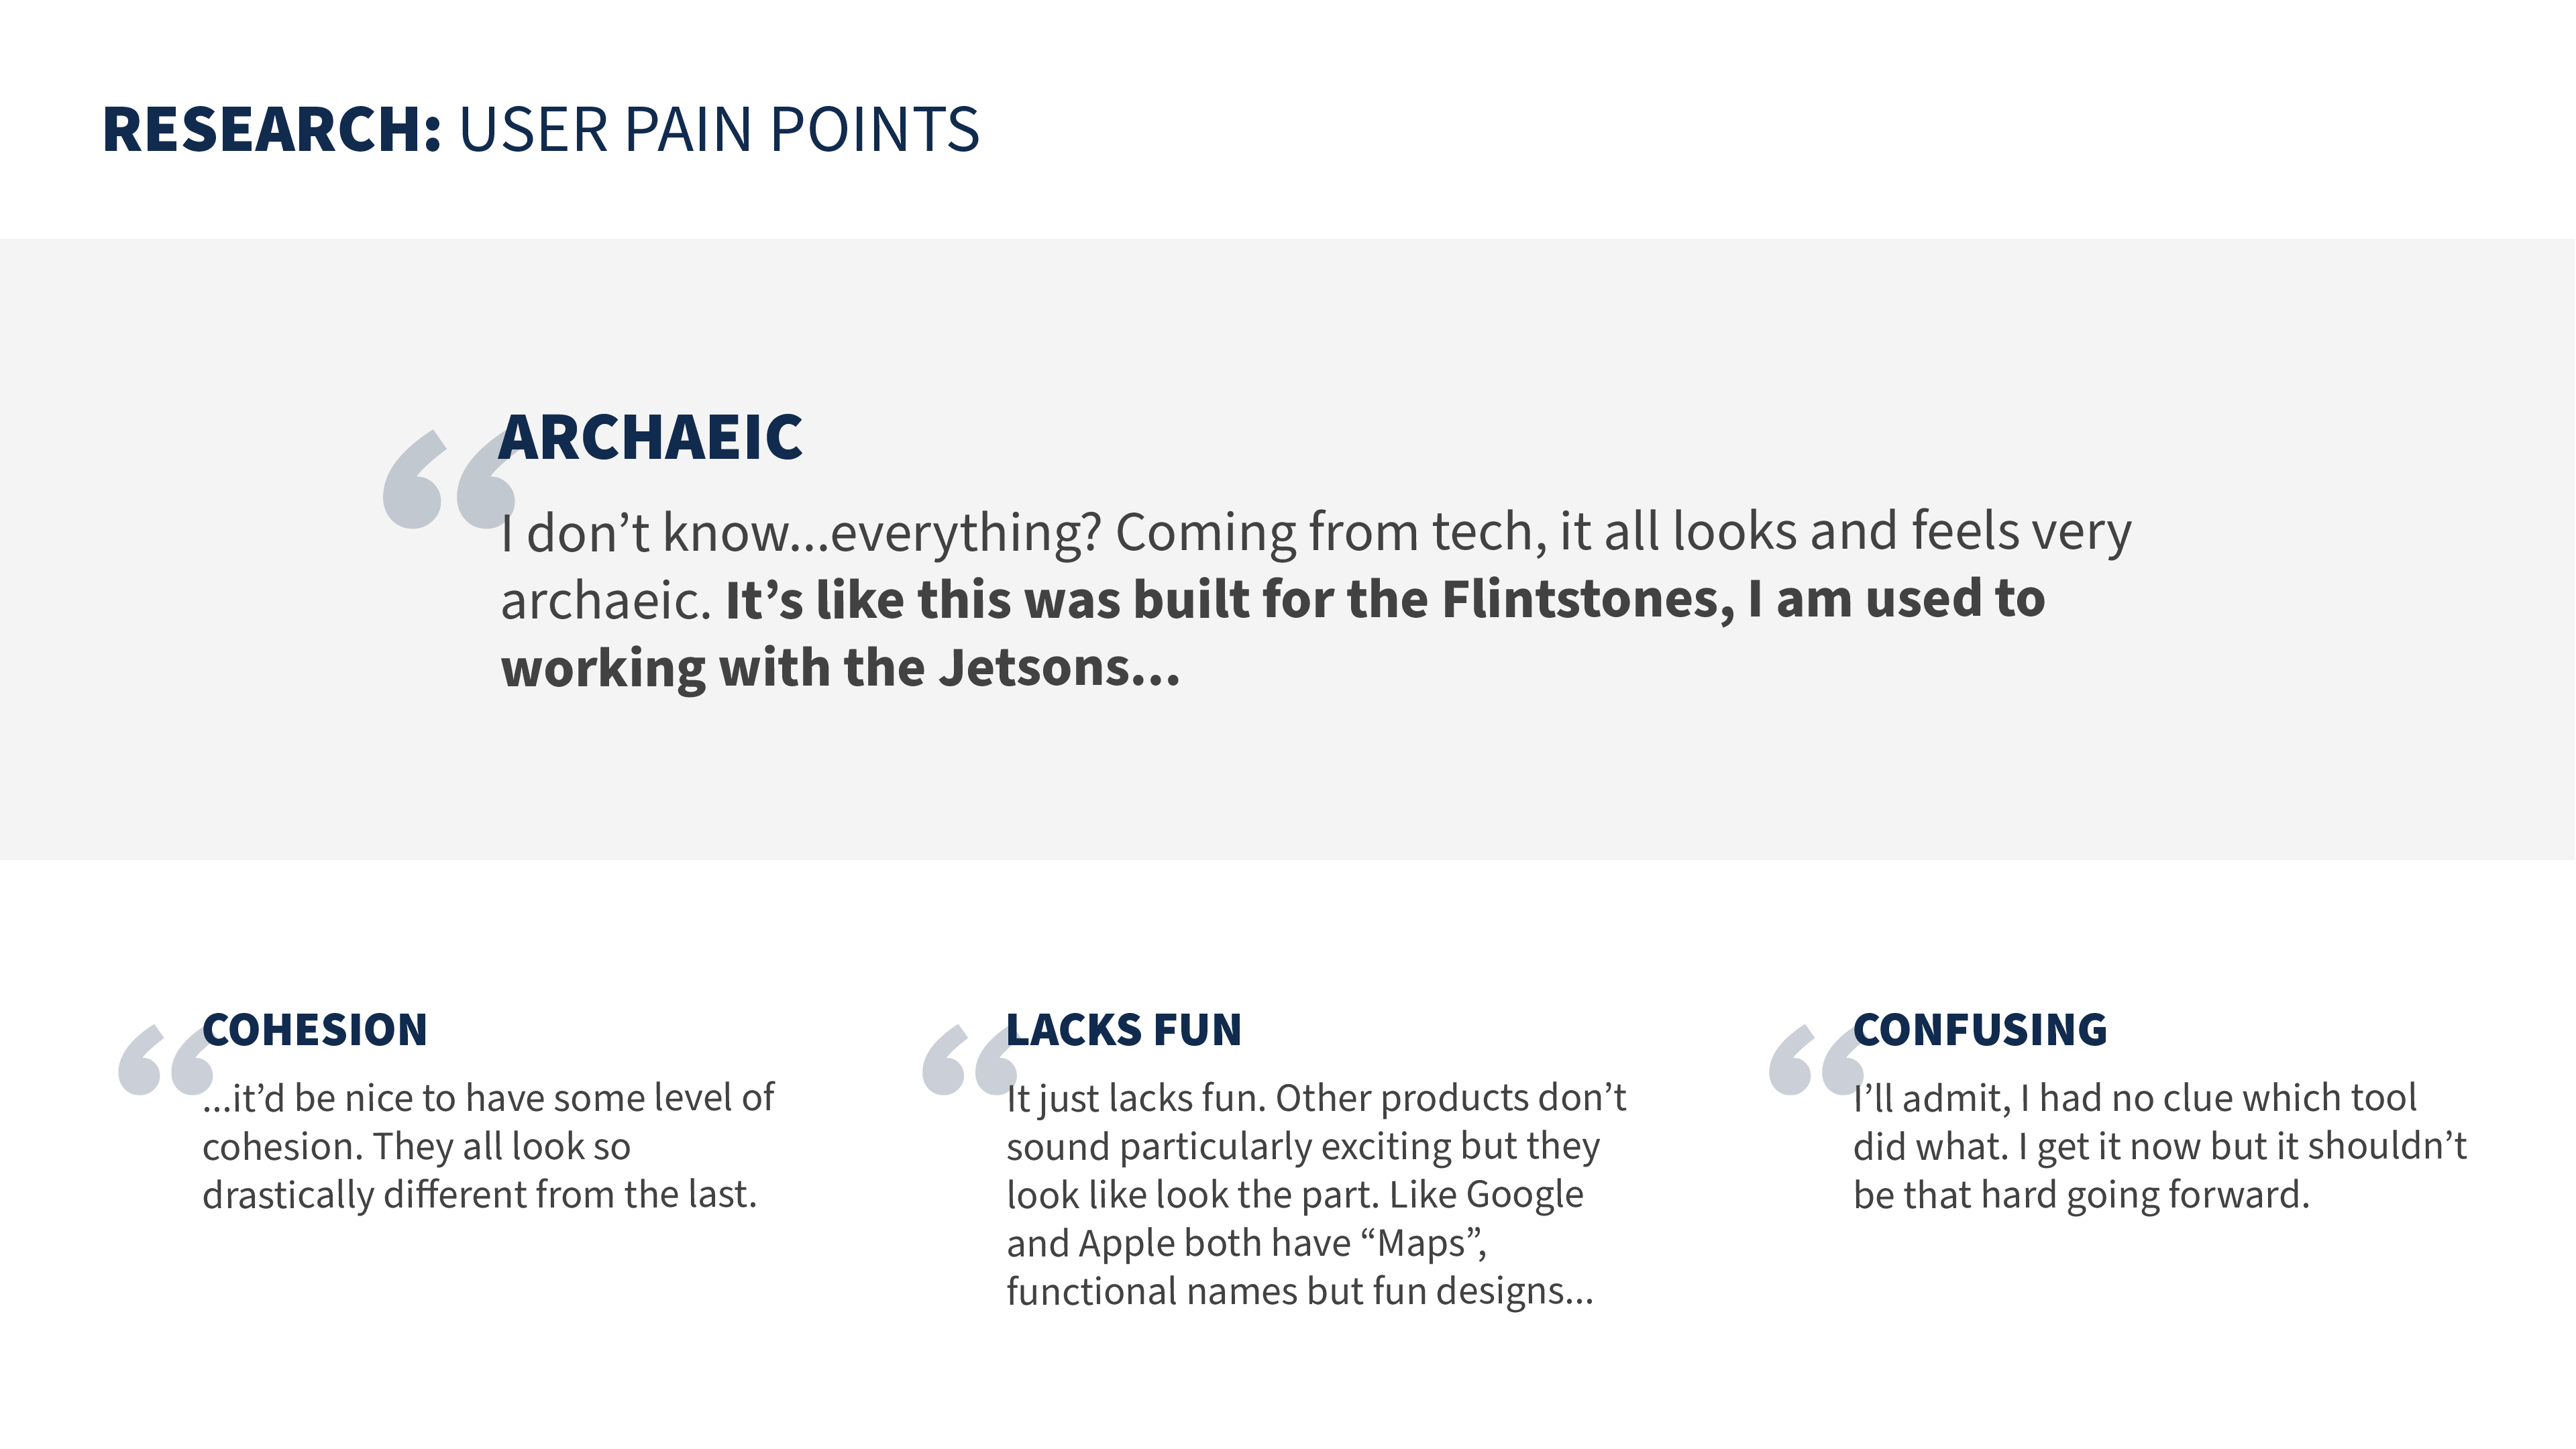 RESEARCH: USER PAIN POINTS
“
ARCHAEIC
I don’t know...everything? Coming from tech, it all looks and feels very
archaeic. It’s like this was built for the Flintstones, I am used to
working with the Jetsons...
“
COHESION
...it’d be nice to have some level of
cohesion. They all look so
drastically different from the last.
“
LACKS FUN
It just lacks fun. Other products don’t
sound particularly exciting but they
look like look the part. Like Google
and Apple both have “Maps”,
functional names but fun designs...
“
CONFUSING
I’ll admit, I had no clue which tool
did what. I get it now but it shouldn’t
be that hard going forward.